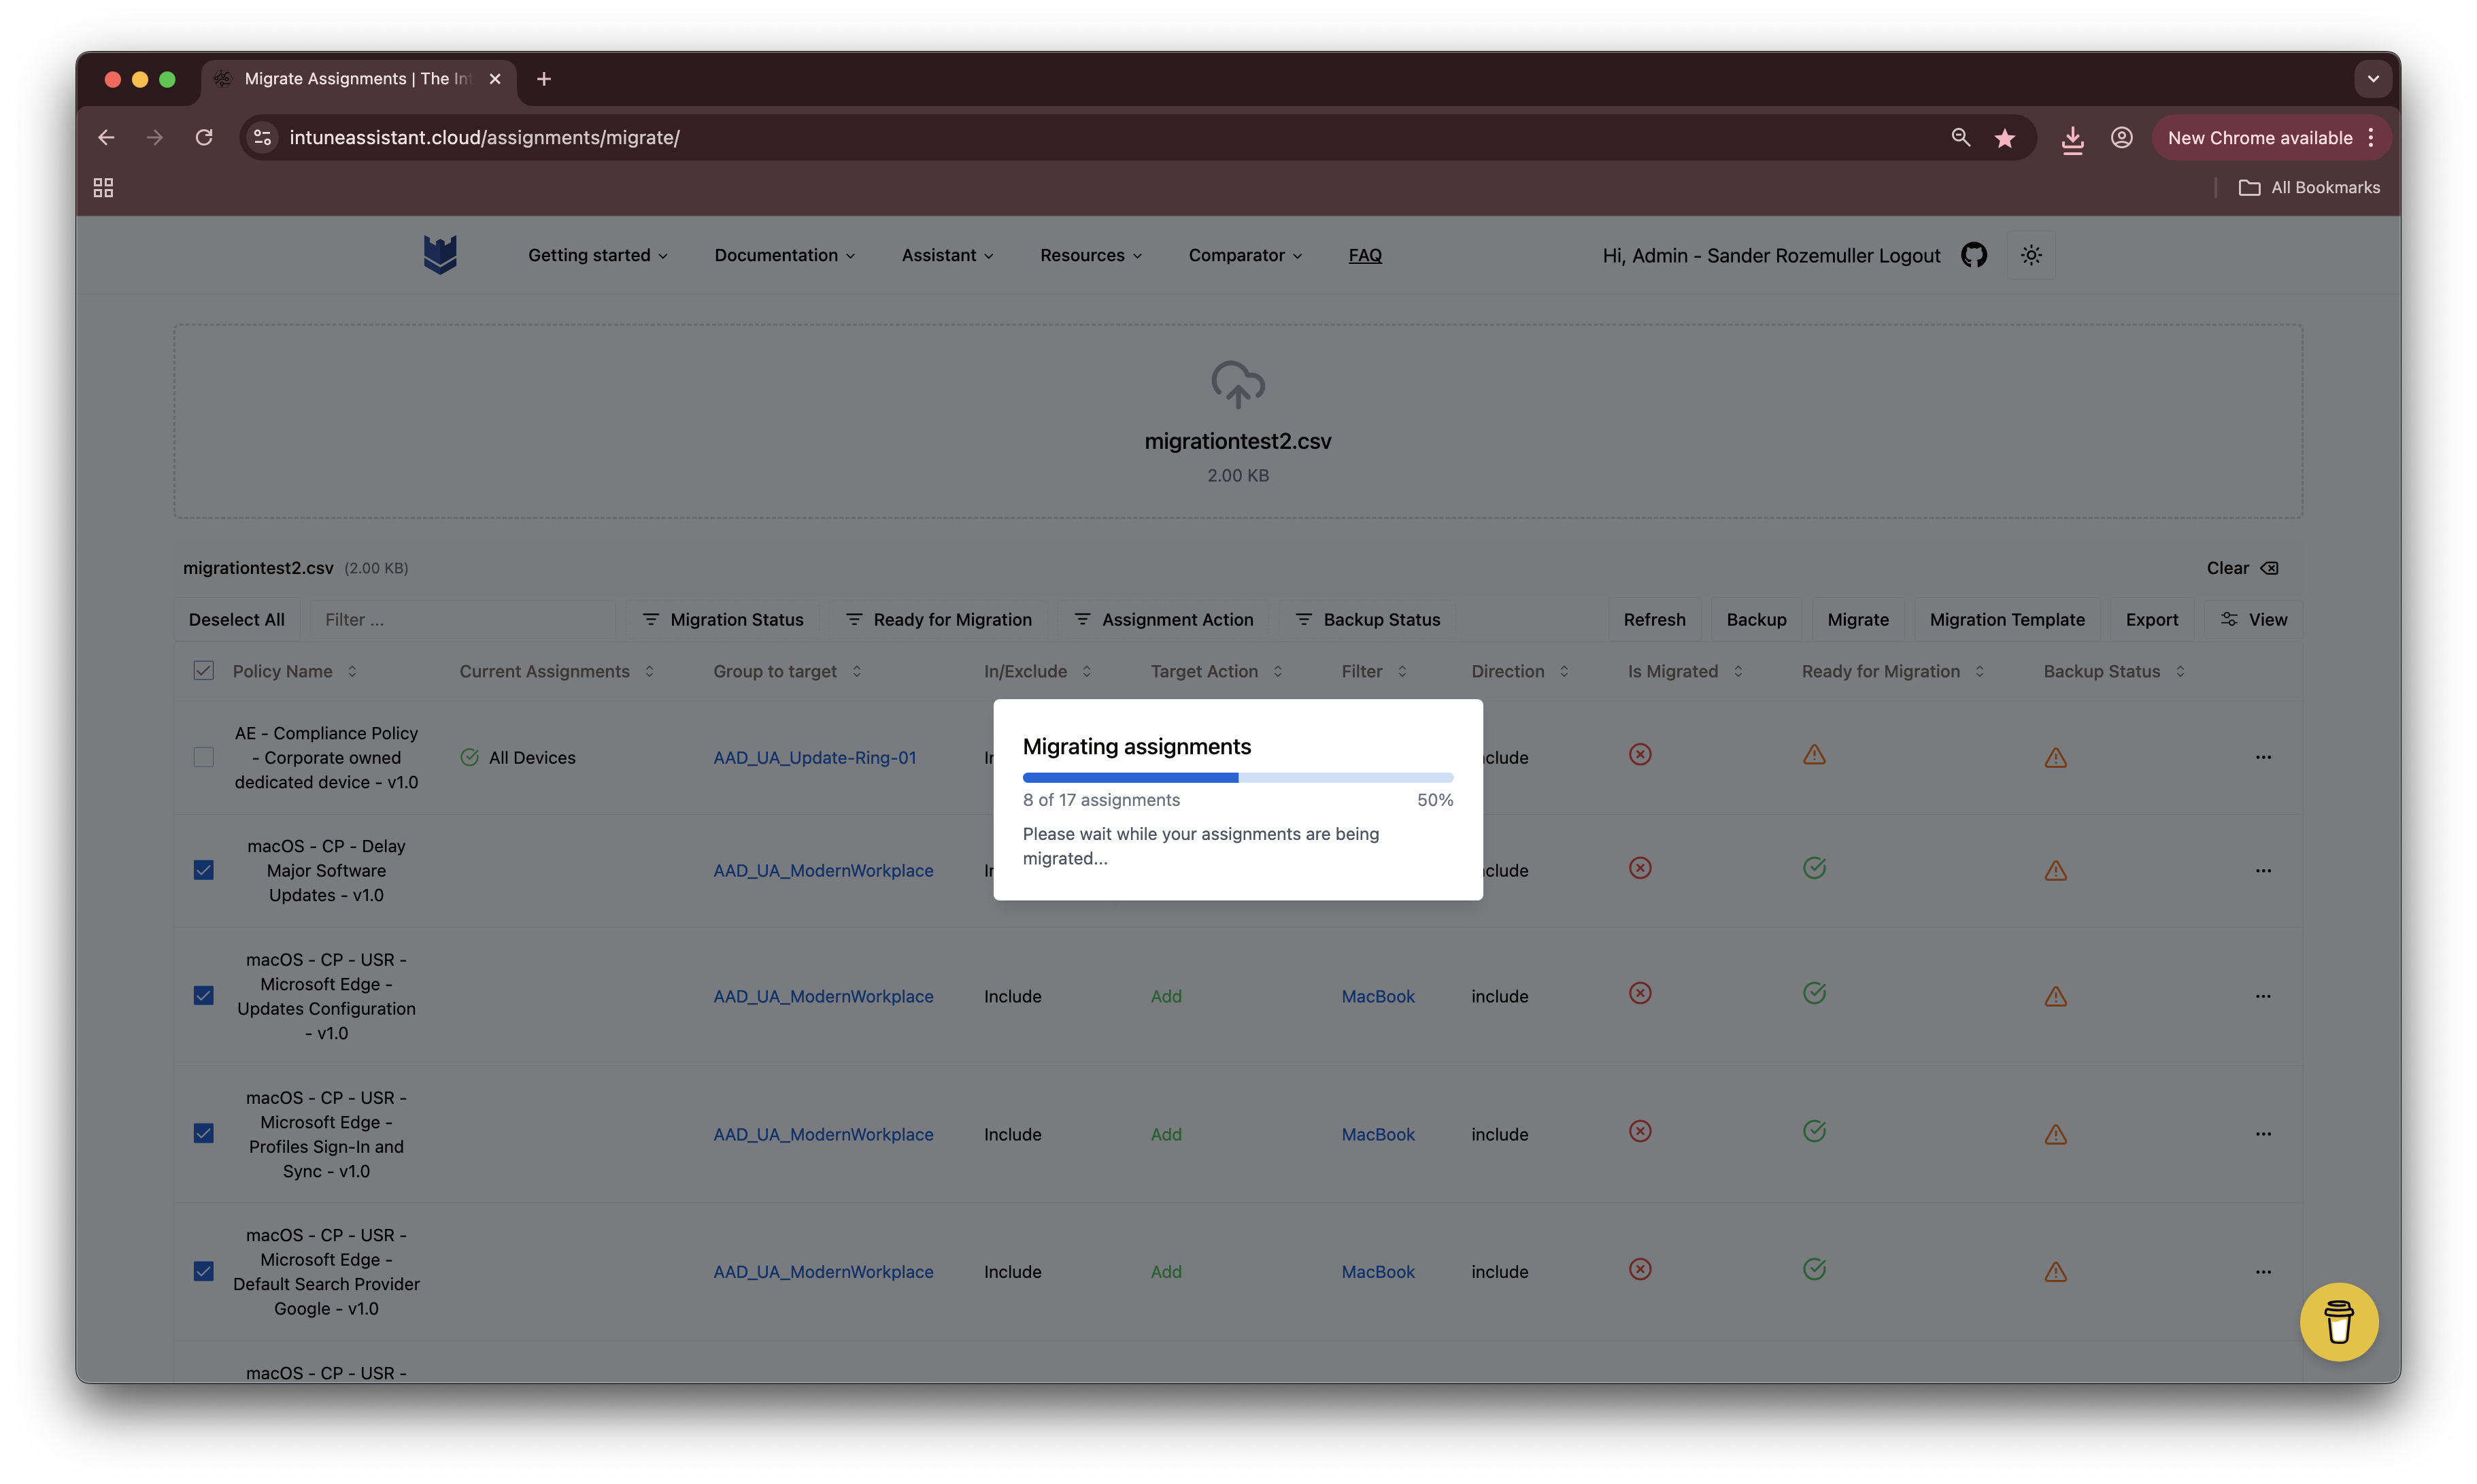 Migrate Assignments | The In
intuneassistant.cloud/assignments/migrate/
New Chrome available
All Bookmarks
Getting started
Documentation
Assistant
Resources
Comparator
FAQ
Hi, Admin - Sander Rozemuller Logout
migrationtest2.csv
2.00 KB
migrationtest2.csv (2.00 KB)
Clear
Deselect All
Filter ...
Migration Status
Ready for Migration
Assignment Action
Backup Status
Refresh
Backup
Migrate
Migration Template
Export
View
Policy Name
Current Assignments
Group to target
In/Exclude
Target Action
Filter
Direction
Is Migrated
Ready for Migration
Backup Status
AE - Compliance Policy
- Corporate owned
dedicated device - v1.0
All Devices
AAD_UA_Update-Ring-01
Migrating assignments
8 of 17 assignments
50%
Please wait while your assignments are being
migrated...
macOS - CP - Delay
Major Software
Updates - v1.0
AAD_UA_ModernWorkplace
macOS - CP - USR -
Microsoft Edge -
Updates Configuration
- v1.0
AAD_UA_ModernWorkplace
Include
Add
MacBook
include
macOS - CP - USR -
Microsoft Edge -
Profiles Sign-In and
Sync - v1.0
AAD_UA_ModernWorkplace
Include
Add
MacBook
include
macOS - CP - USR -
Microsoft Edge -
Default Search Provider
Google - v1.0
AAD_UA_ModernWorkplace
Include
Add
MacBook
include
macOS - CP - USR -